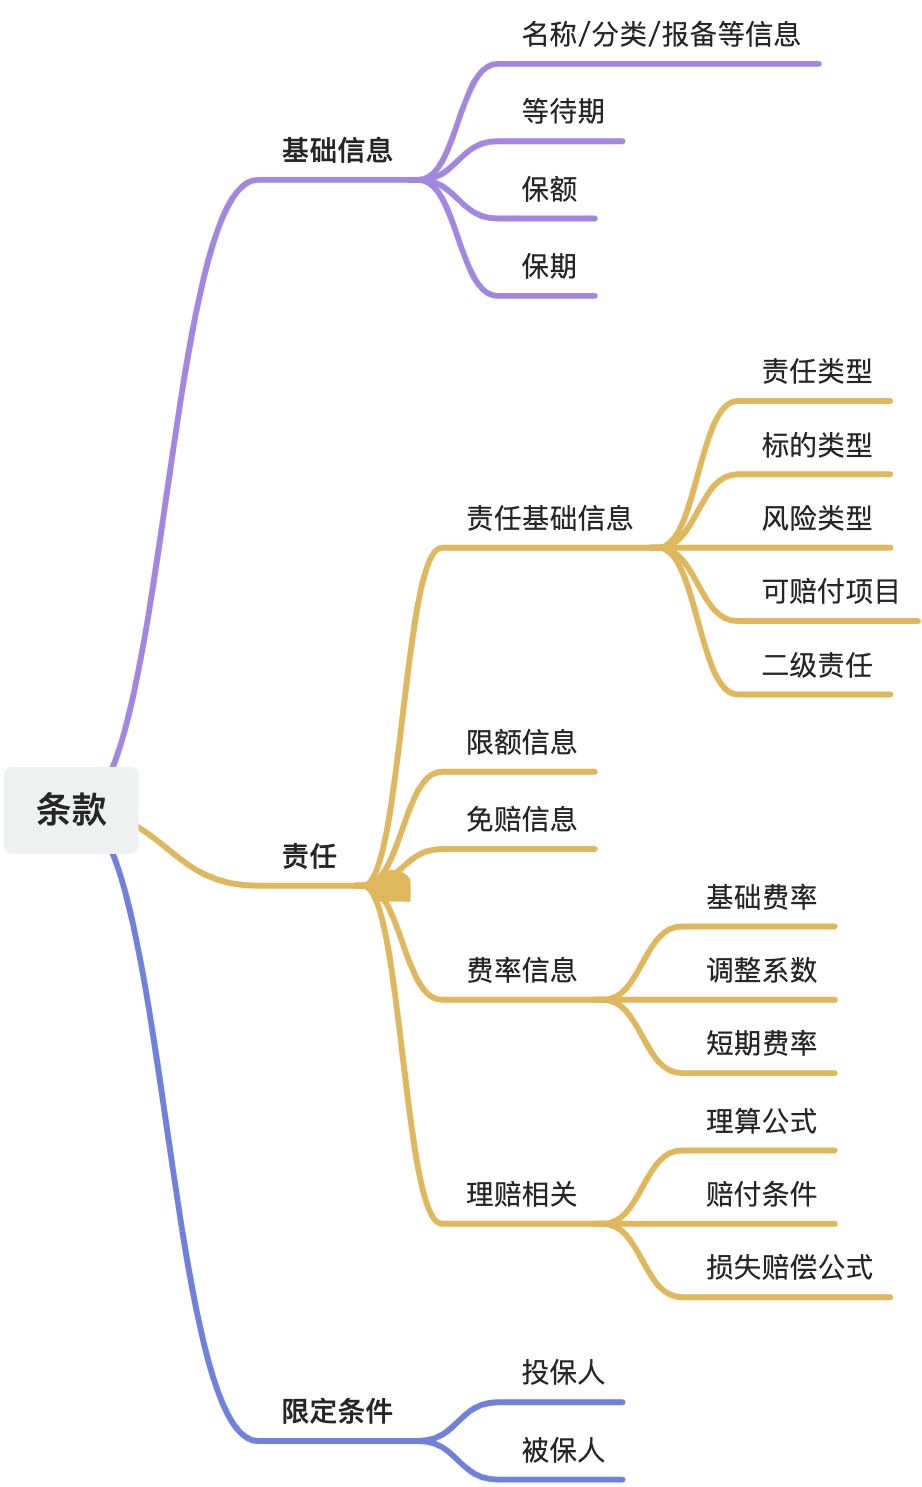 条款
基础信息
名称/分类/报备等信息
等待期
保额
保期
责任
责任基础信息
责任类型
标的类型
风险类型
可赔付项目
二级责任
限额信息
免赔信息
费率信息
基础费率
调整系数
短期费率
理赔相关
理算公式
赔付条件
损失赔偿公式
限定条件
投保人
被保人